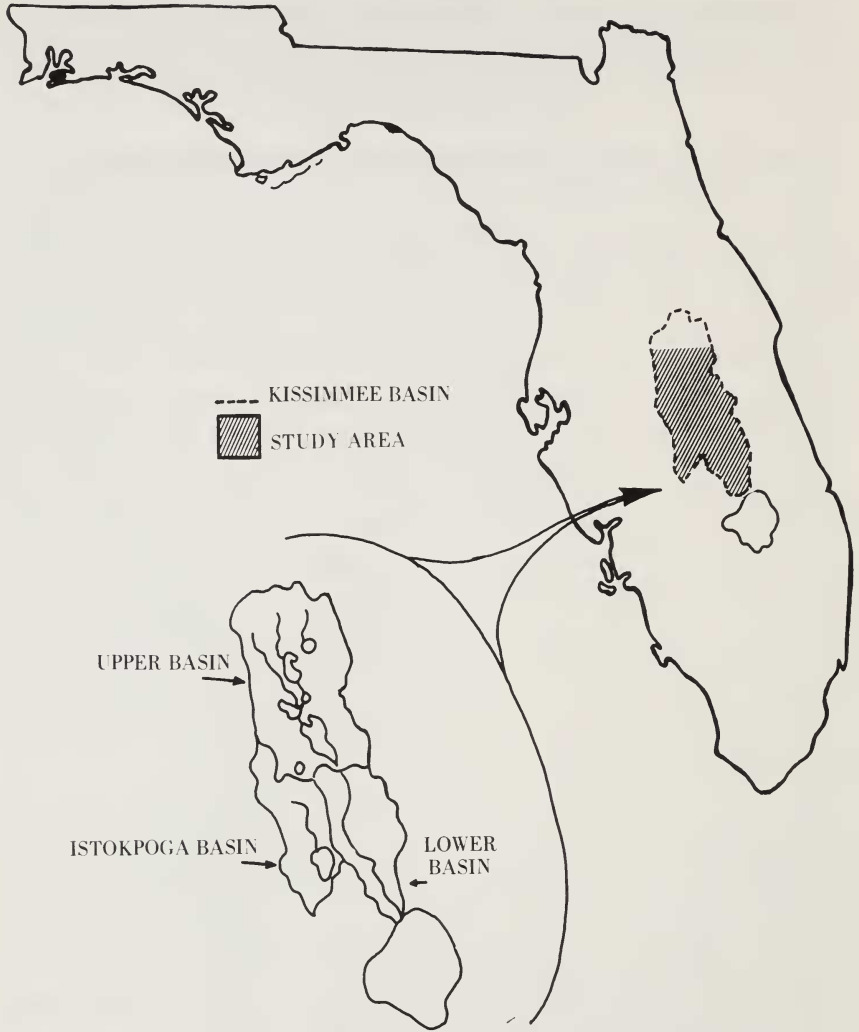 KISSIMMEE BASIN
STUDY AREA
UPPER BASIN
ISTOKPOGA BASIN
LOWER
BASIN